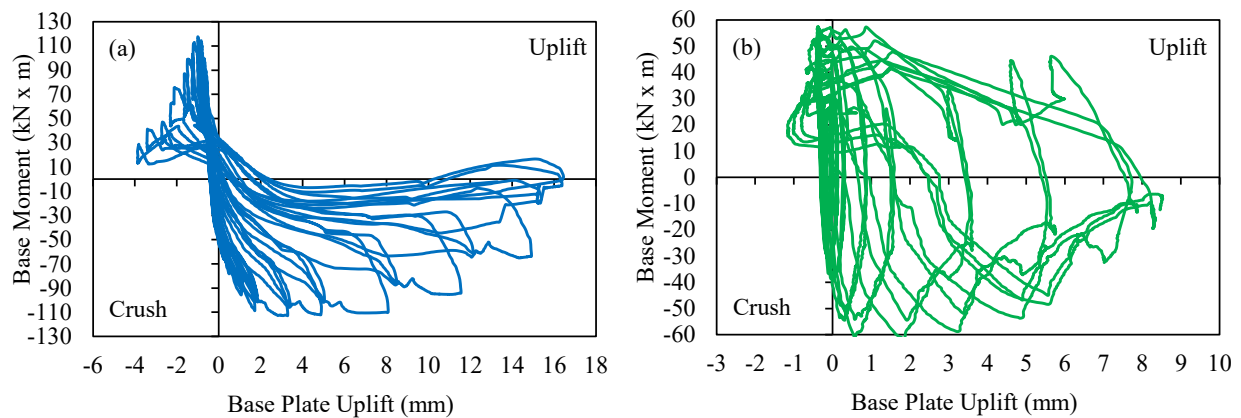 (a)
Uplift
Crush
130
110
90
70
50
30
10
-10
-30
-50
-70
-90
-110
-130
-6 -4 -2 0 2 4 6 8 10 12 14 16 18
Base Moment (kN x m)
Base Plate Uplift (mm)
(b)
Uplift
Crush
60
50
40
30
20
10
0
-10
-20
-30
-40
-50
-60
-3 -2 -1 0 1 2 3 4 5 6 7 8 9 10
Base Moment (kN x m)
Base Plate Uplift (mm)